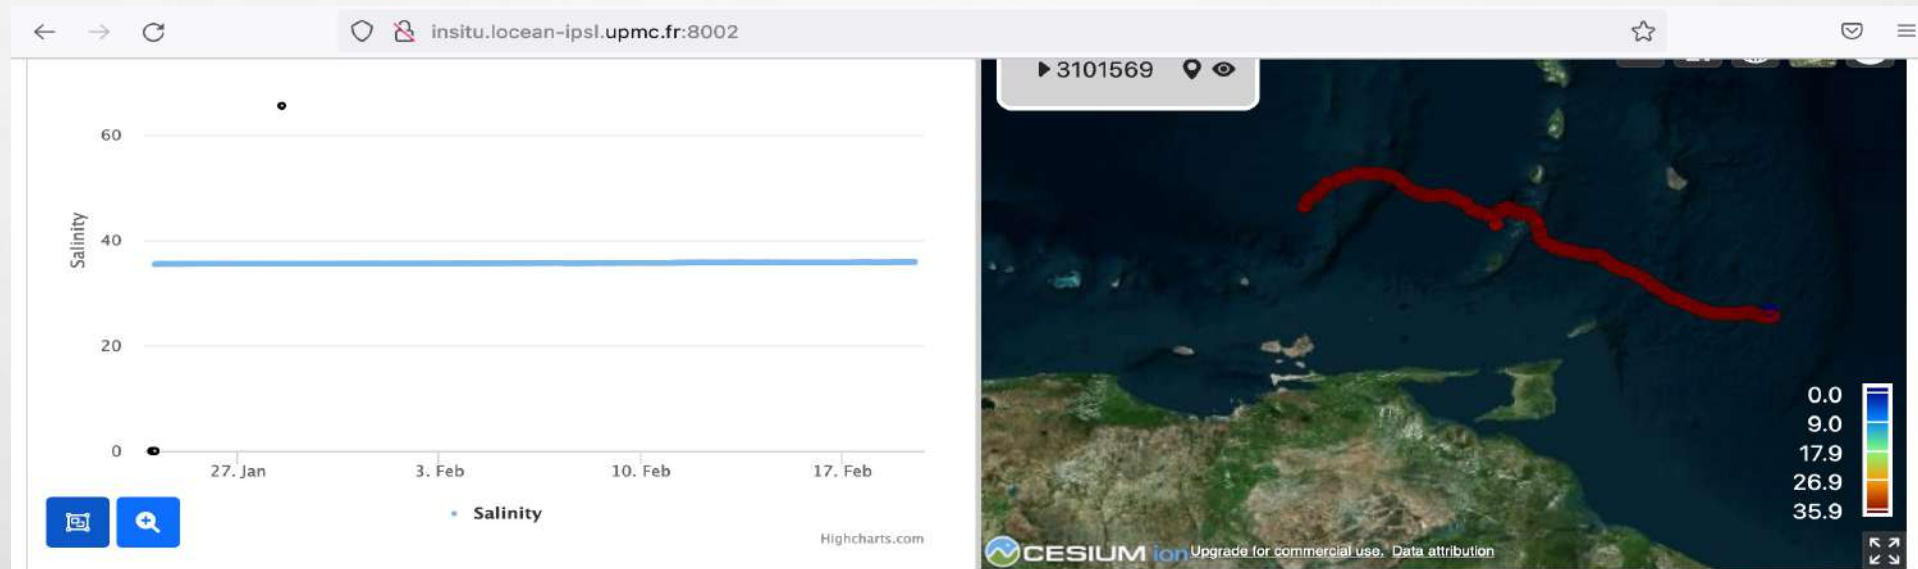 insitu.locean-ipsl.upmc.fr:8002
60
40
20
0
Salinity
27. Jan
3. Feb
10. Feb
17. Feb
Salinity
Highcharts.com
3101569
0.0
9.0
17.9
26.9
35.9
CESIUM ion Upgrade for commercial use. Data attribution